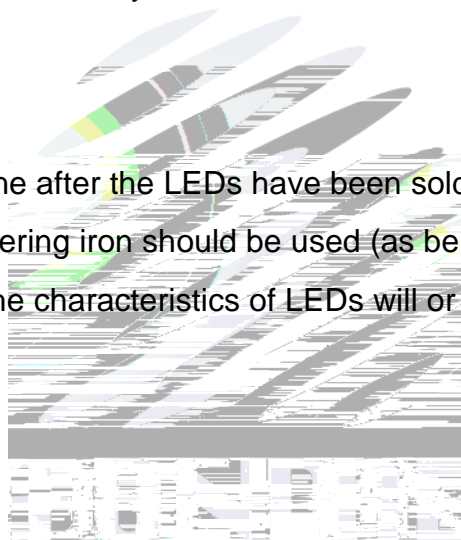 ne after the LEDs have been sold
ering iron should be used (as be
ne characteristics of LEDs will or